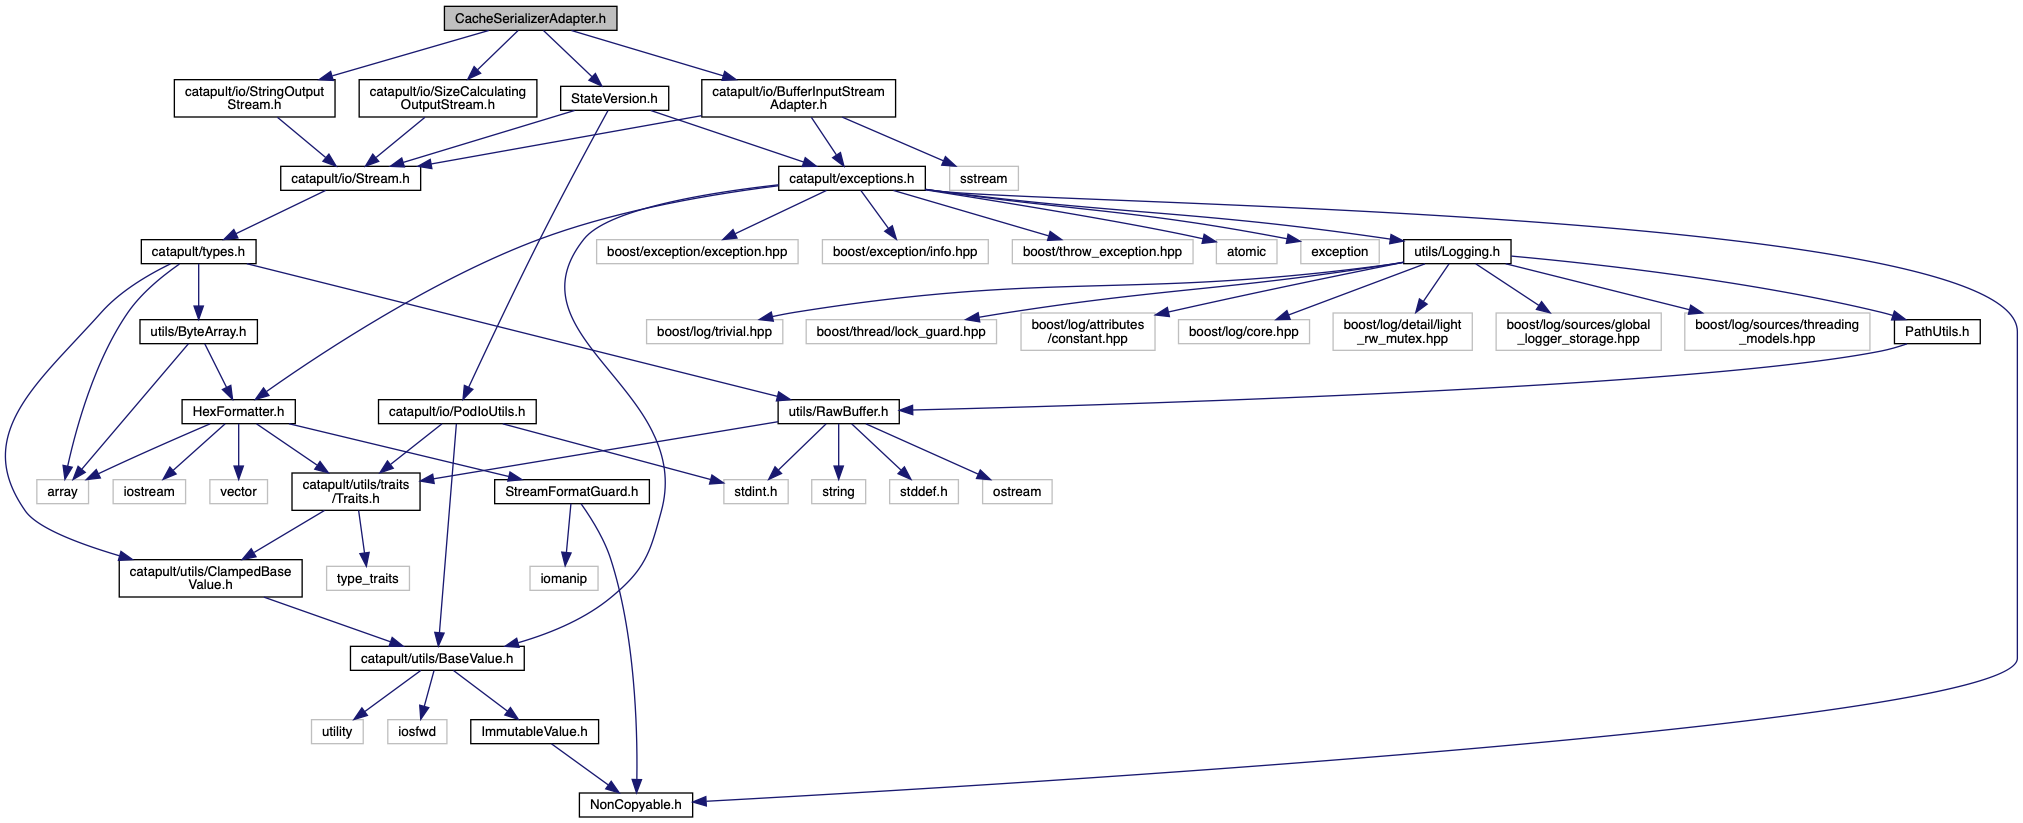 CacheSerializerAdapter.h
catapult/io/StringOutput
Stream.h
catapult/io/SizeCalculating
OutputStream.h
StateVersion.h
catapult/io/BufferInputStream
Adapter.h
catapult/io/Stream.h
catapult/exceptions.h
sstream
catapult/types.h
boost/exception/exception.hpp
boost/exception/info.hpp
boost/throw_exception.hpp
atomic
exception
utils/Logging.h
utils/ByteArray.h
boost/log/trivial.hpp
boost/thread/lock_guard.hpp
boost/log/attributes
/constant.hpp
boost/log/core.hpp
boost/log/detail/light
_rw_mutex.hpp
boost/log/sources/global
_logger_storage.hpp
boost/log/sources/threading
_models.hpp
PathUtils.h
HexFormatter.h
catapult/io/PodIoUtils.h
utils/RawBuffer.h
array
iostream
vector
catapult/utils/traits
/Traits.h
StreamFormatGuard.h
stdint.h
string
stddef.h
ostream
catapult/utils/ClampedBase
Value.h
type_traits
iomanip
catapult/utils/BaseValue.h
utility
iosfwd
ImmutableValue.h
NonCopyable.h